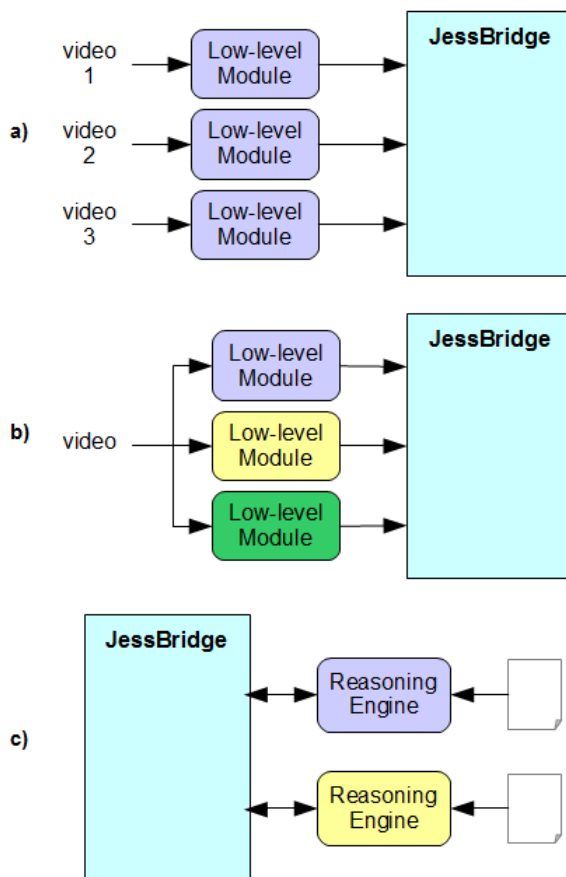 JessBridge
video
1
Low-level
Module
a)
video
2
Low-level
Module
video
3
Low-level
Module
JessBridge
Low-level
Module
b)
video
Low-level
Module
Low-level
Module
JessBridge
Reasoning
Engine
c)
Reasoning
Engine